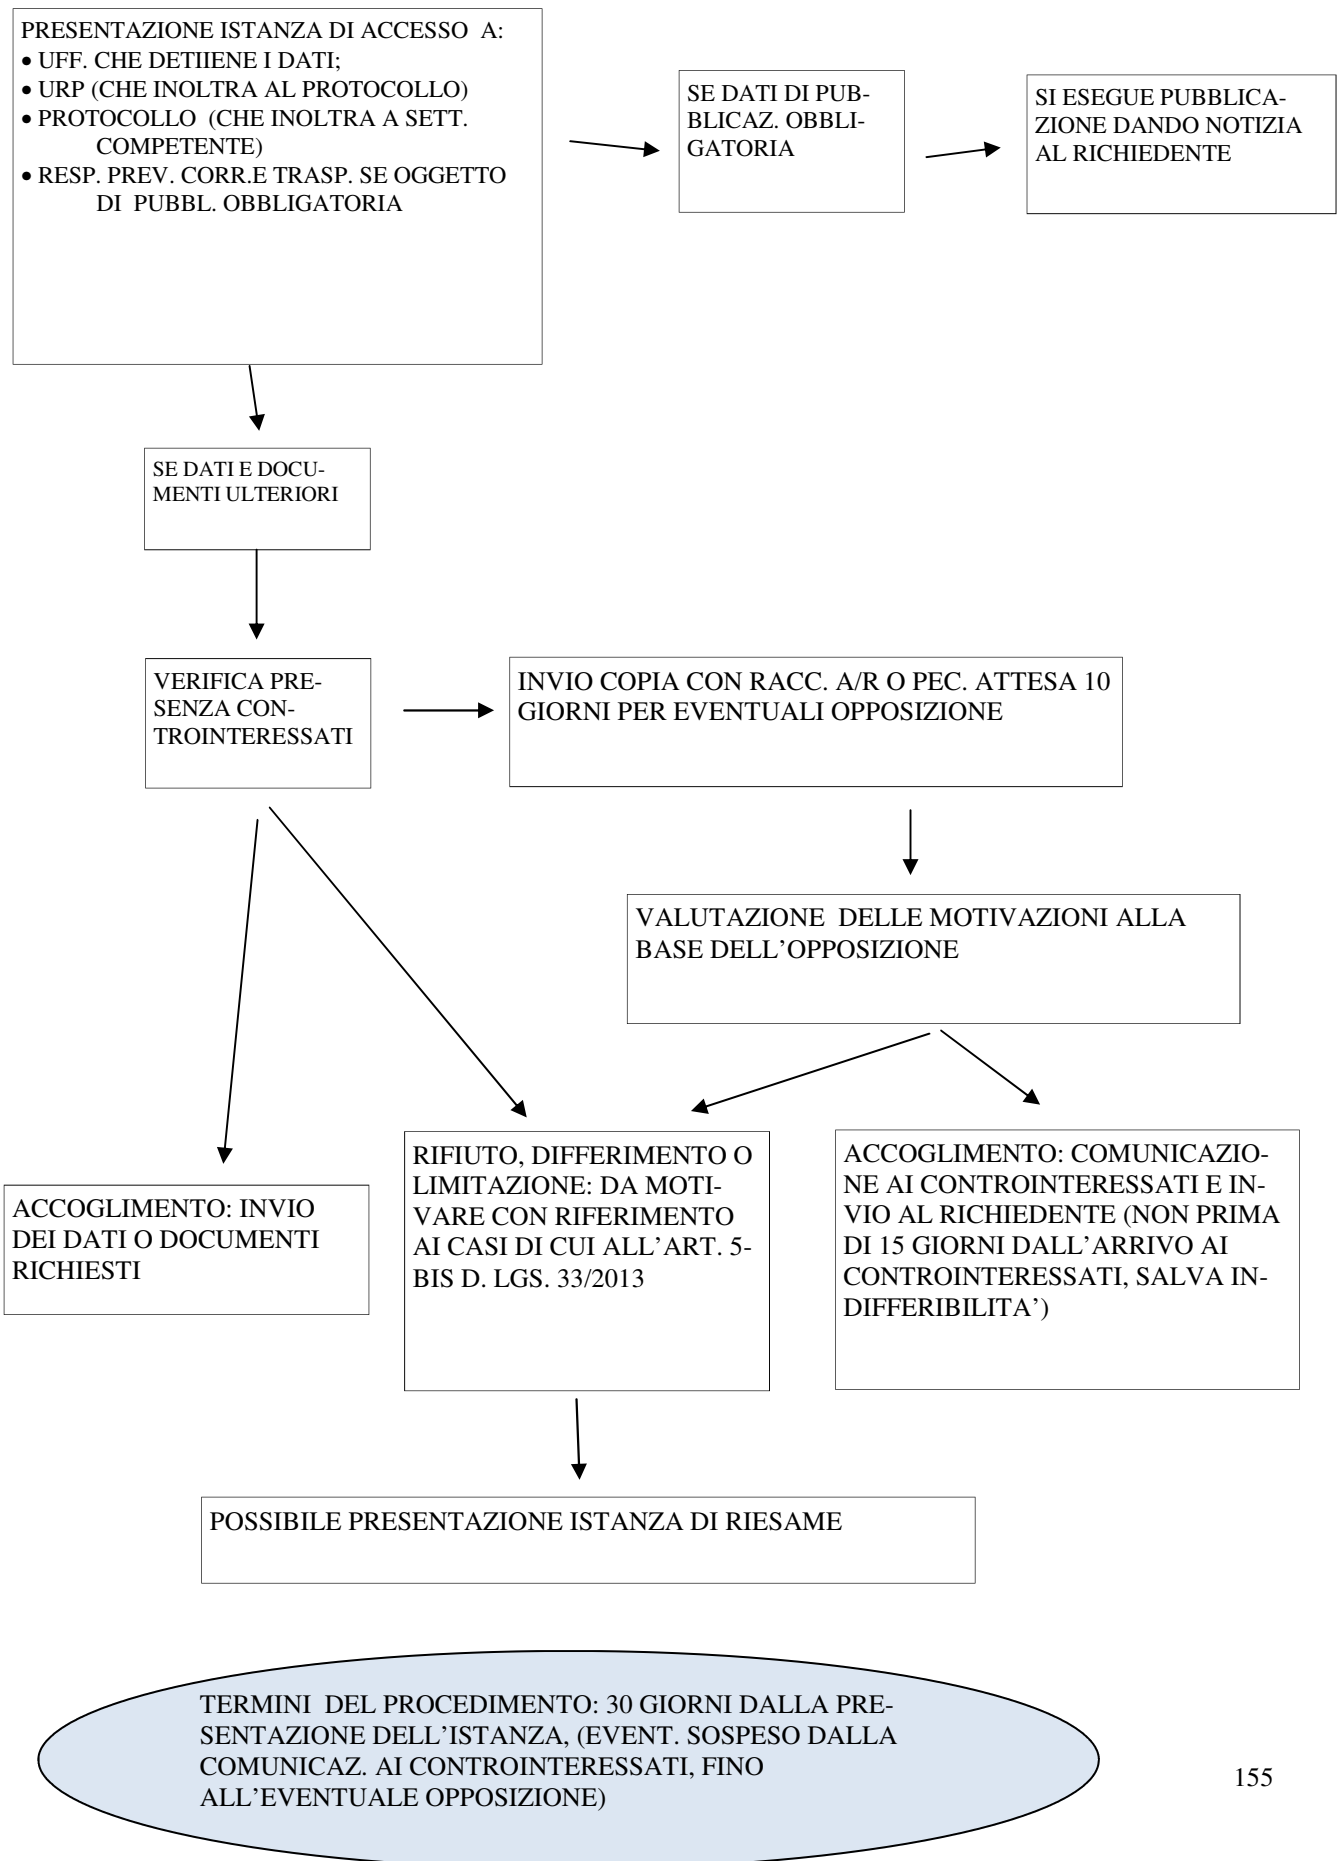 PRESENTAZIONE ISTANZA DI ACCESSO  A:
• UFF. CHE DETIIENE I DATI;
• URP (CHE INOLTRA AL PROTOCOLLO)
• PROTOCOLLO  (CHE INOLTRA A SETT.
COMPETENTE)
• RESP. PREV. CORR.E TRASP. SE OGGETTO
DI  PUBBL. OBBLIGATORIA
SE DATI DI PUB-
BLICAZ. OBBLI-
GATORIA
SI ESEGUE PUBBLICA-
ZIONE DANDO NOTIZIA
AL RICHIEDENTE
SE DATI E DOCU-
MENTI ULTERIORI
VERIFICA PRE-
SENZA CON-
TROINTERESSATI
INVIO COPIA CON RACC. A/R O PEC. ATTESA 10
GIORNI PER EVENTUALI OPPOSIZIONE
VALUTAZIONE  DELLE MOTIVAZIONI ALLA
BASE DELL’OPPOSIZIONE
ACCOGLIMENTO: INVIO
DEI DATI O DOCUMENTI
RICHIESTI
RIFIUTO, DIFFERIMENTO O
LIMITAZIONE: DA MOTI-
VARE CON RIFERIMENTO
AI CASI DI CUI ALL’ART. 5-
BIS D. LGS. 33/2013
ACCOGLIMENTO: COMUNICAZIO-
NE AI CONTROINTERESSATI E IN-
VIO AL RICHIEDENTE (NON PRIMA
DI 15 GIORNI DALL’ARRIVO AI
CONTROINTERESSATI, SALVA IN-
DIFFERIBILITA’)
POSSIBILE PRESENTAZIONE ISTANZA DI RIESAME
TERMINI  DEL PROCEDIMENTO: 30 GIORNI DALLA PRE-
SENTAZIONE DELL’ISTANZA, (EVENT. SOSPESO DALLA
COMUNICAZ. AI CONTROINTERESSATI, FINO
ALL’EVENTUALE OPPOSIZIONE)
155